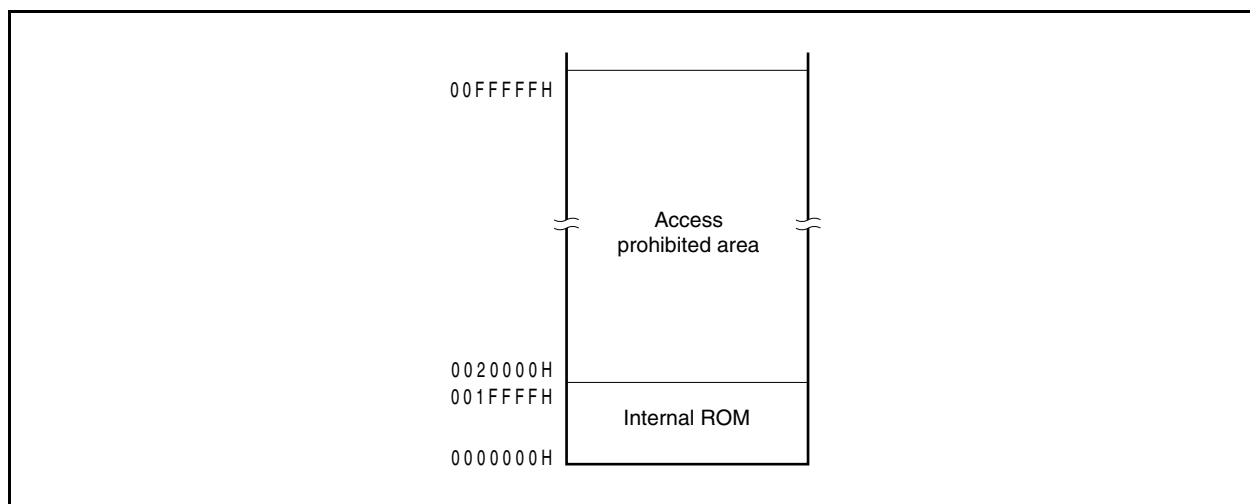 00FFFFFH
Access
prohibited area
0020000H
001FFFFH
Internal ROM
0000000H